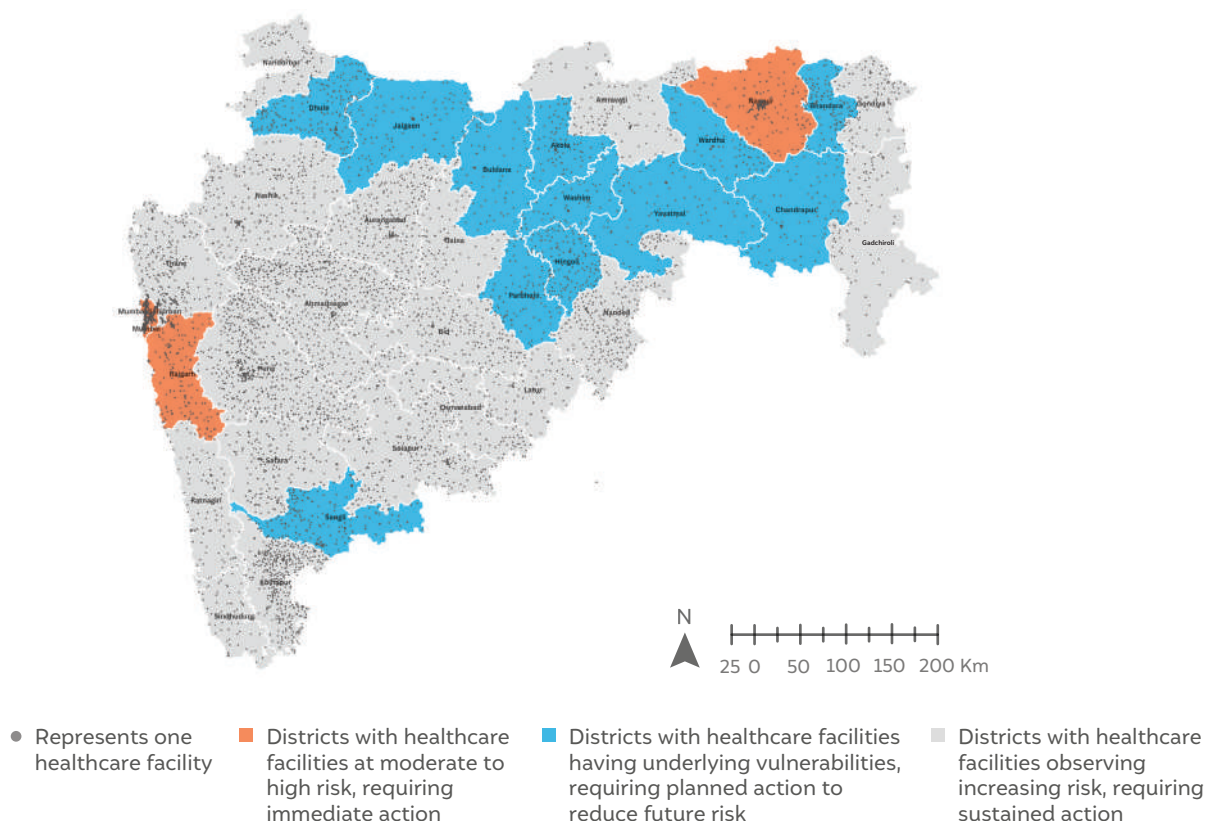 Nandurbar
Dhule
Jalgaon
Buldana
Akola
Amravati
Wardha
Nagpur
Bhandara
Gondiya
Washim
Yavatmal
Chandrapur
Gadchiroli
Nashik
Aurangabad
Jalna
Hingoli
Parbhani
Nanded
Thane
Mumbai Suburban
Mumbai
Ahmadnagar
Bid
Raigarh
Pune
Latur
Osmanabad
Satara
Solapur
Ratnagiri
Sangli
Kolhapur
Sindhudurg
N
25 0 50 100 150 200 Km
Represents one
healthcare facility
Districts with healthcare
facilities at moderate to
high risk, requiring
immediate action
Districts with healthcare facilities
having underlying vulnerabilities,
requiring planned action to
reduce future risk
Districts with healthcare
facilities observing
increasing risk, requiring
sustained action